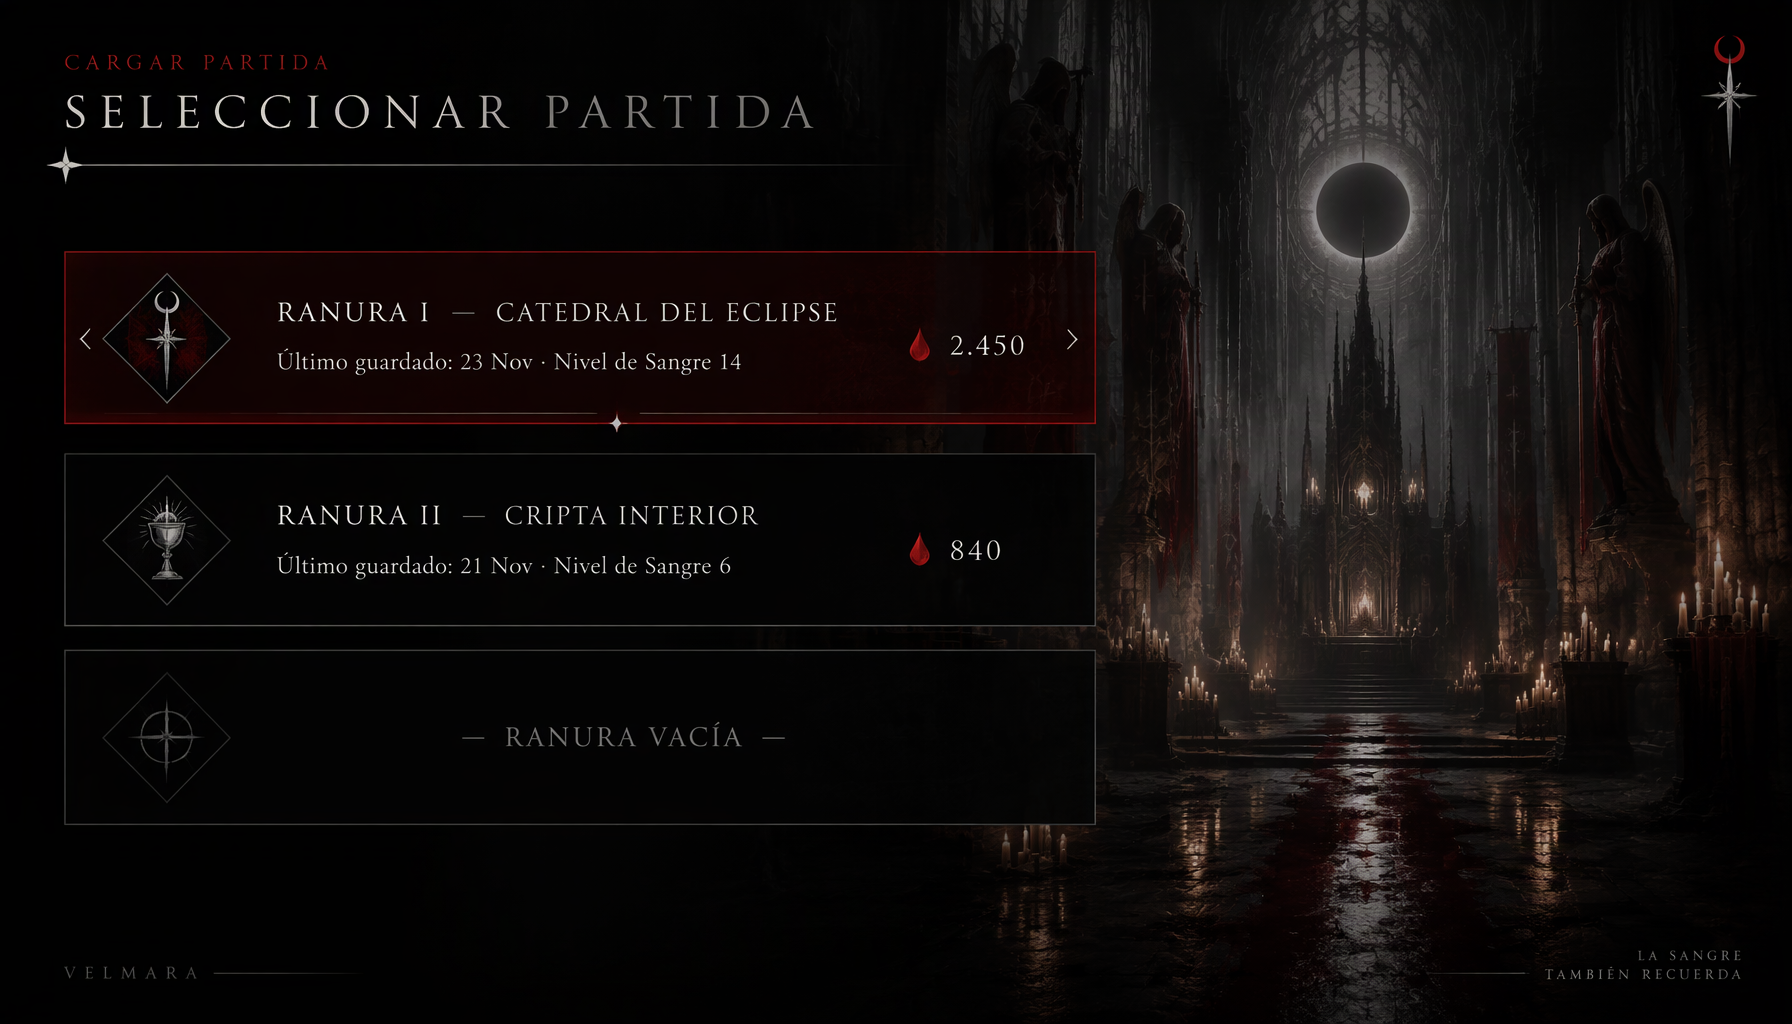 CARGAR PARTIDA
SELECCIONAR PARTIDA
RANURA I — CATEDRAL DEL ECLIPSE
Último guardado: 23 Nov · Nivel de Sangre 14
2.450
RANURA II — CRIPTA INTERIOR
Último guardado: 21 Nov · Nivel de Sangre 6
840
— RANURA VACÍA —
VELMARA
LA SANGRE
TAMBIÉN RECUERDA